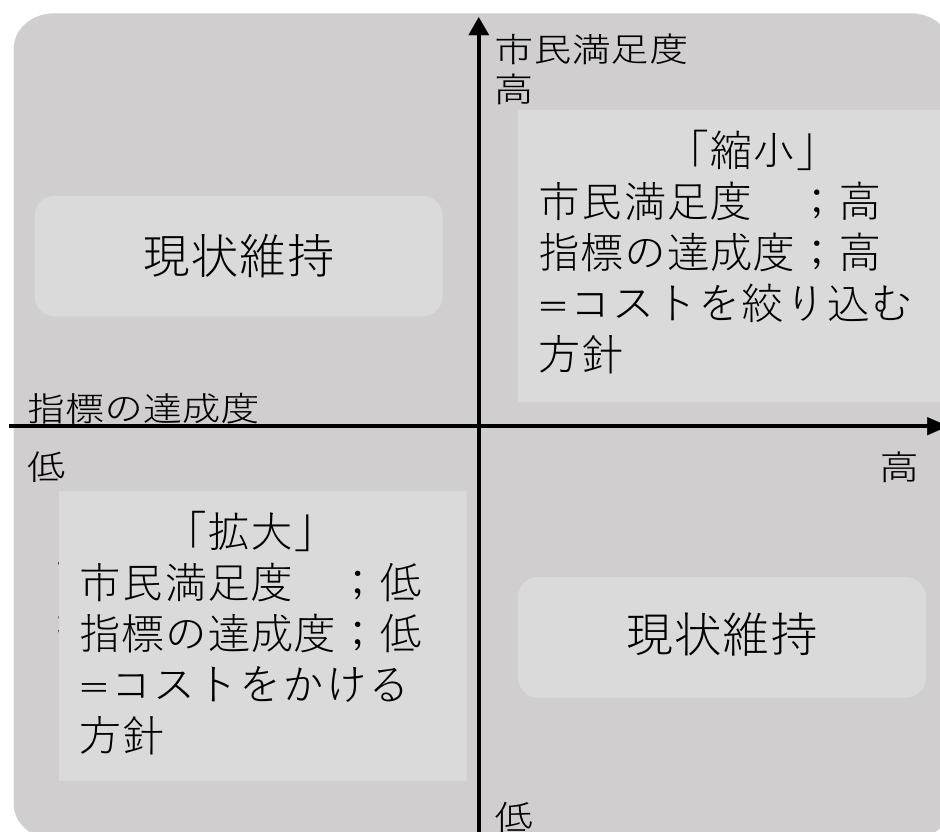 市民満足度
高
「縮小」
市民満足度　；高
指標の達成度；高
=コストを絞り込む
方針
現状維持
指標の達成度
低
高
「拡大」
市民満足度　；低
指標の達成度；低
=コストをかける
方針
現状維持
低